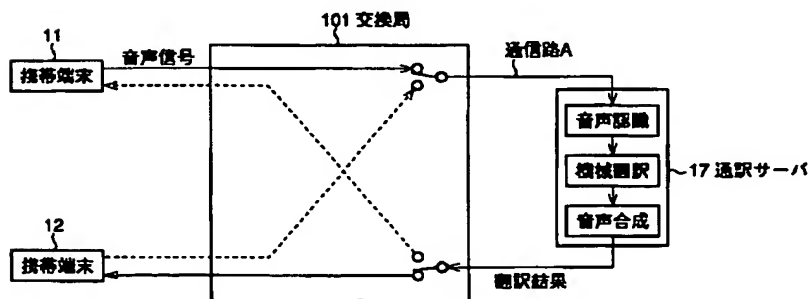 101 交換局
11
携帯端末
音声信号
通信路A
音声認識
機械翻訳
音声合成
17 通訳サーバ
12
携帯端末
翻訳結果